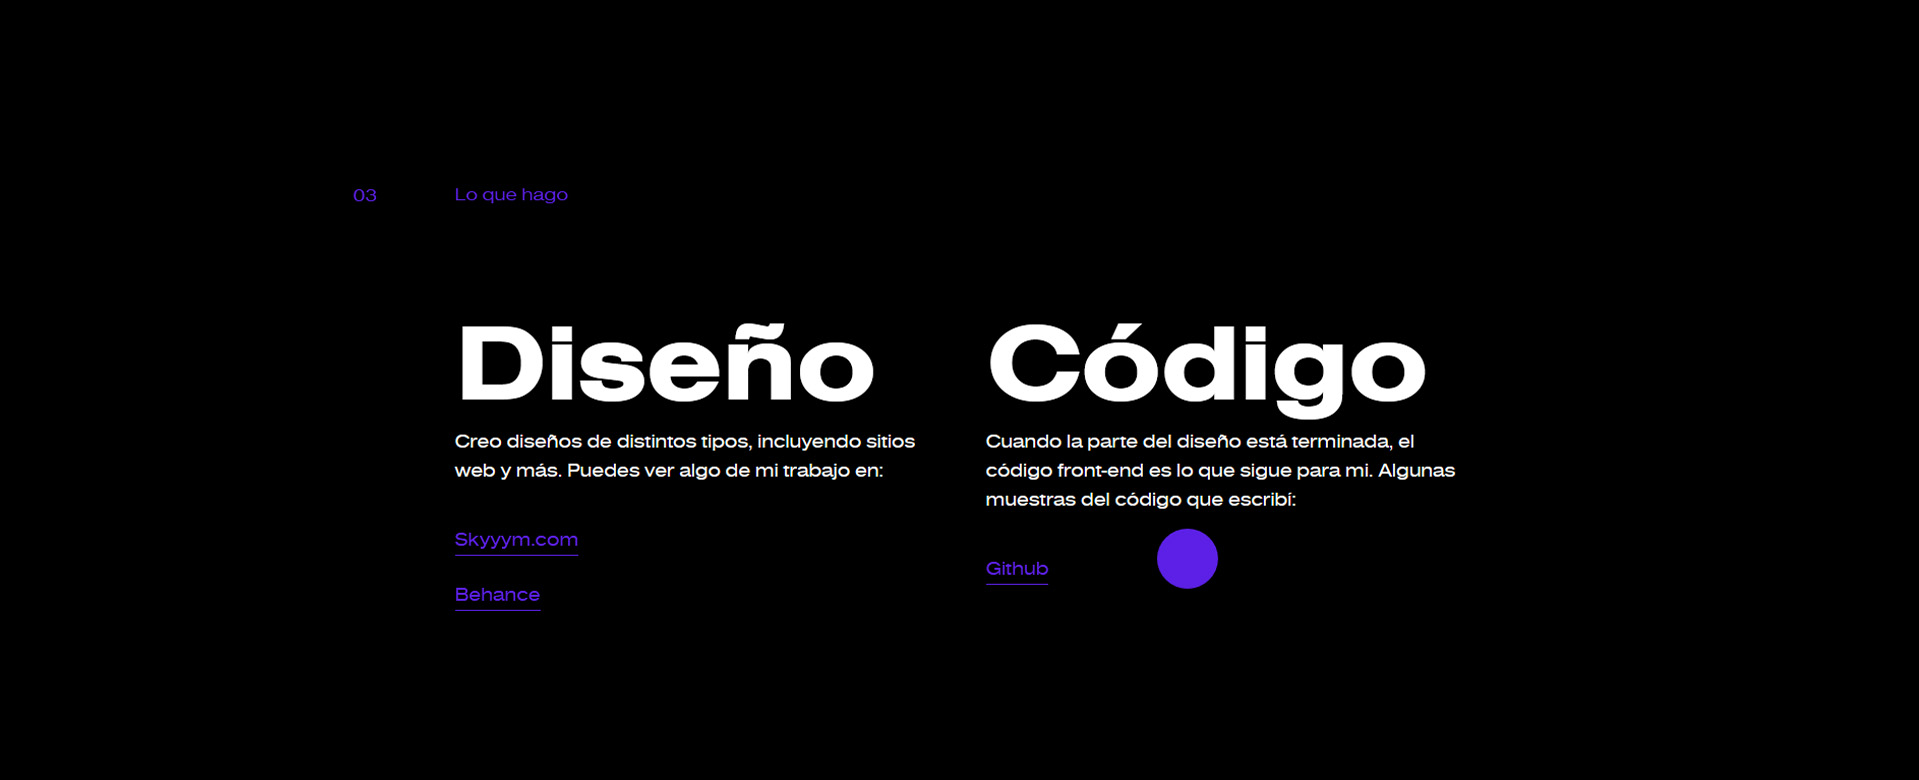 03
Lo que hago
Diseño
Creo diseños de distintos tipos, incluyendo sitios
web y más. Puedes ver algo de mi trabajo en:
Skyyym.com
Behance
Código
Cuando la parte del diseño está terminada, el
código front-end es lo que sigue para mi. Algunas
muestras del código que escribí:
Github